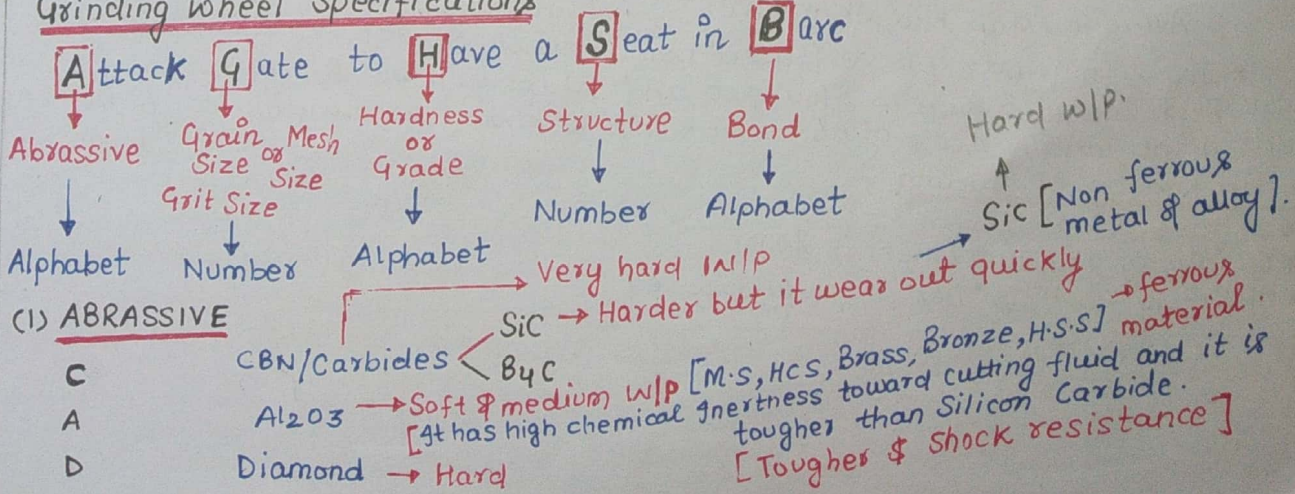 Grinding Wheel Specifications
Attack Gate to Have a Seat in Barc
Abrassive
Grain Size or Mesh Size
Grit Size
Hardness
or
Grade
Structure
Bond
Alphabet
Number
Alphabet
Number
Alphabet
Hard w/p.
SiC [Non ferrous
metal & alloy].
Very hard W/P
(1) ABRASSIVE
C CBN/Carbides
SiC → Harder but it wear out quickly
B4C
A Al2O3 → Soft & medium w/p [M.S, HCS, Brass, Bronze, H.S.S] → ferrous
material.
[It has high chemical Inertness toward cutting fluid and it is
tougher than Silicon Carbide.
D Diamond → Hard
[Tougher & Shock resistance]